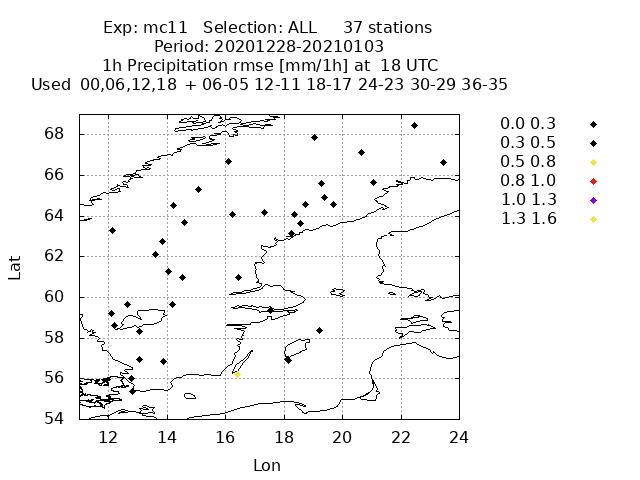 Exp: mc11 Selection: ALL 37 stations
Period: 20201228-20210103
1h Precipitation rmse [mm/1h] at 18 UTC
Used 00,06,12,18 + 06-05 12-11 18-17 24-23 30-29 36-35
68
66
64
62
60
58
56
54
Lat
12 14 16 18 20 22 24
Lon
0.0 0.3
0.3 0.5
0.5 0.8
0.8 1.0
1.0 1.3
1.3 1.6